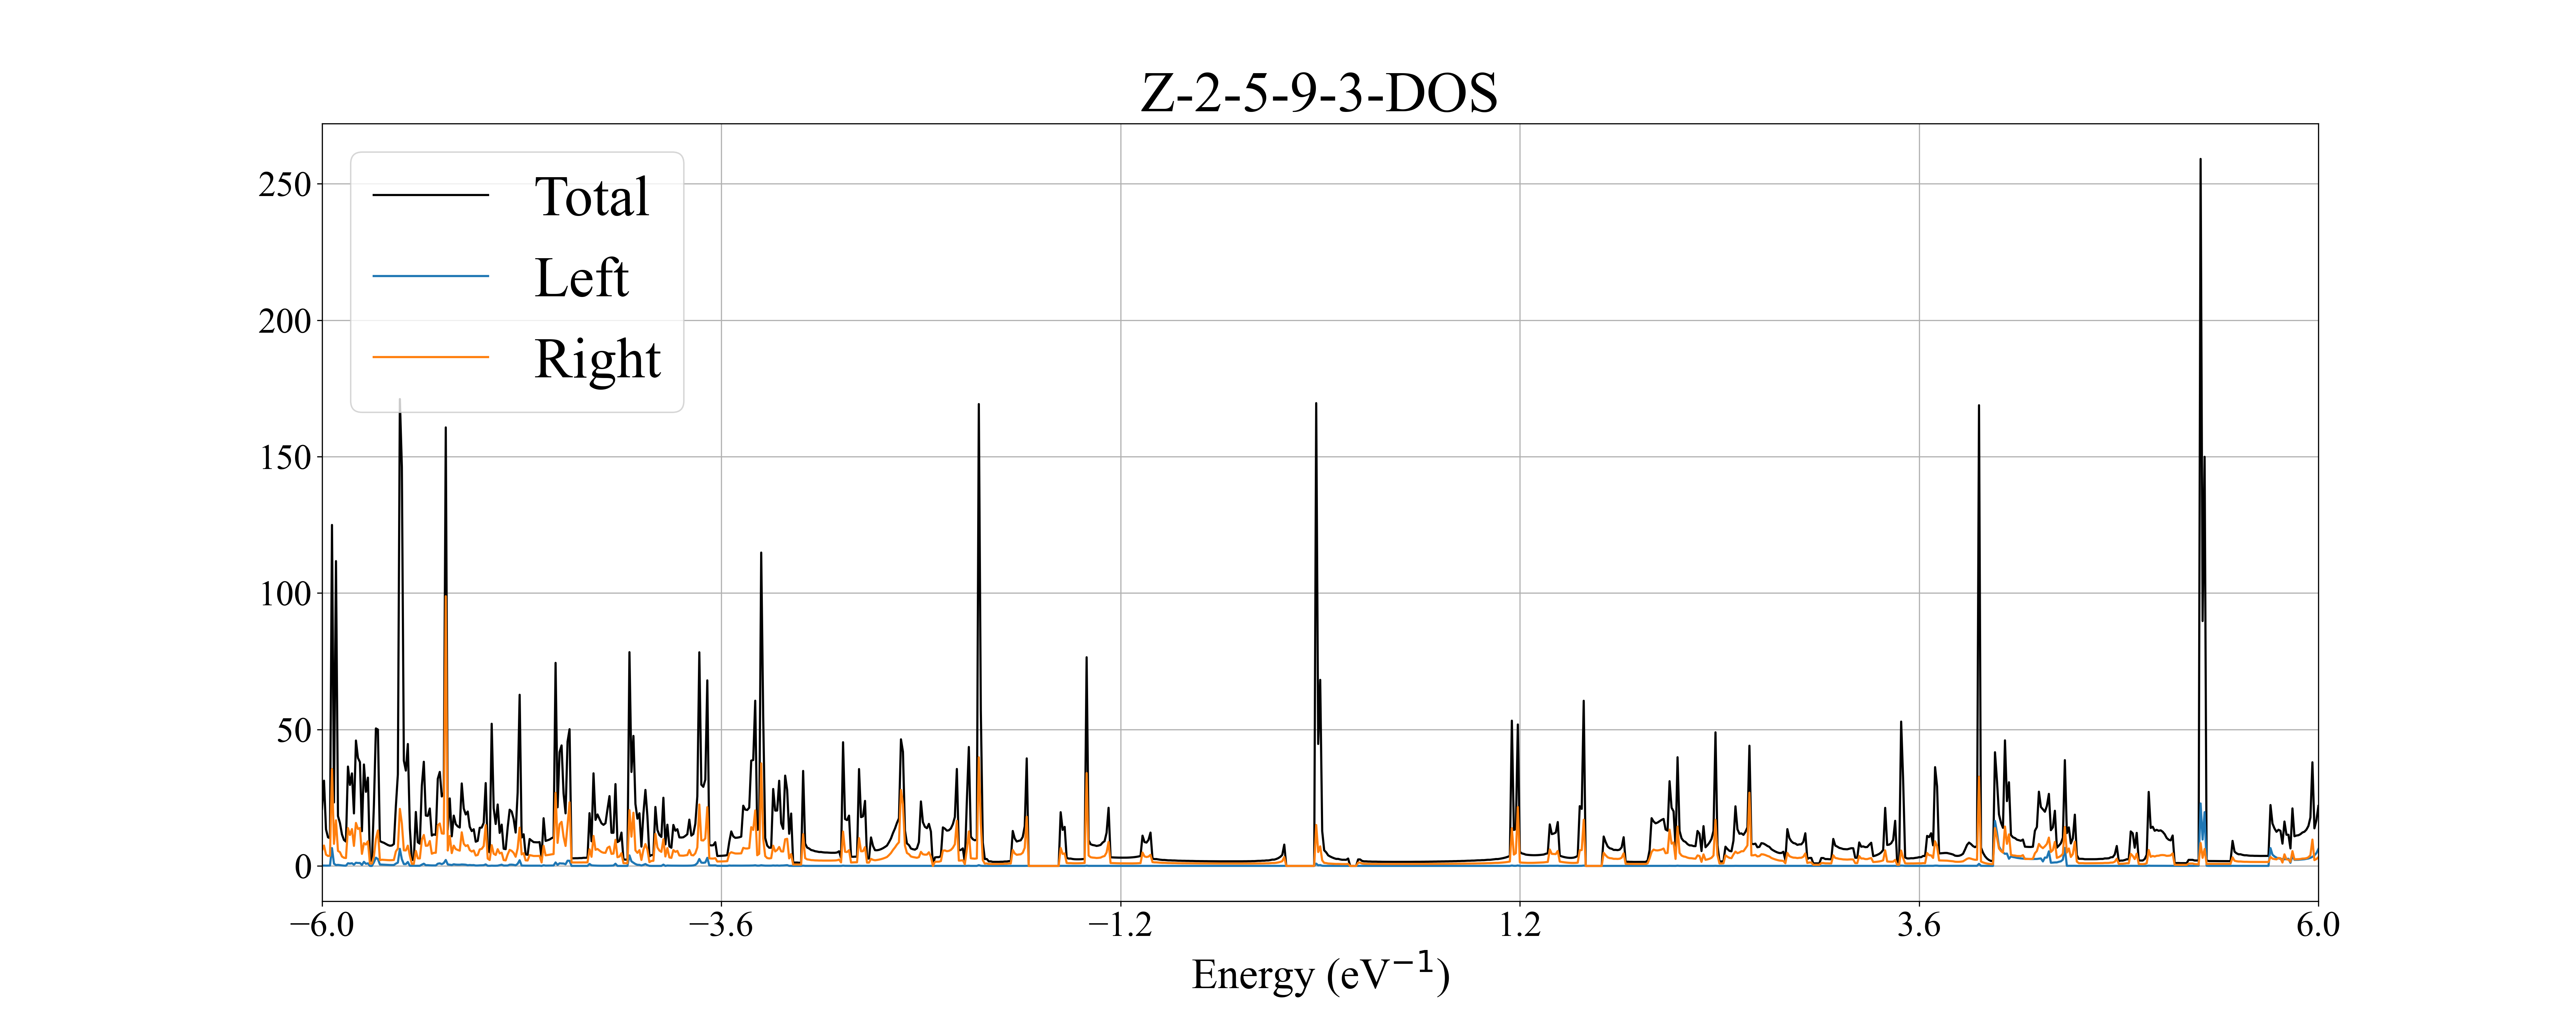 Z-2-5-9-3-DOS
Total
Left
Right
250
200
150
100
50
0
−6.0 −3.6 −1.2 1.2 3.6 6.0
Energy (eV⁻¹)